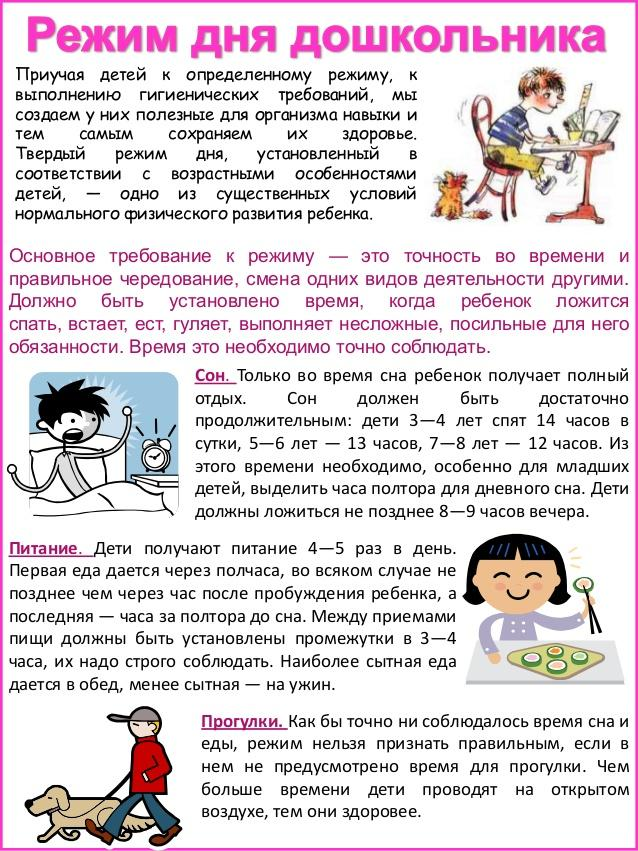 Режим дня дошкольника
Приучая детей к определенному режиму, к
выполнению гигиенических требований, мы
создаем у них полезные для организма навыки и
тем самым сохраняем их здоровье.
Твердый режим дня, установленный в
соответствии с возрастными особенностями
детей, — одно из существенных условий
нормального физического развития ребенка.
Основное требование к режиму — это точность во времени и
правильное чередование, смена одних видов деятельности другими.
Должно быть установлено время, когда ребенок ложится
спать, встает, ест, гуляет, выполняет несложные, посильные для него
обязанности. Время это необходимо точно соблюдать.
Сон. Только во время сна ребенок получает полный
отдых. Сон должен быть достаточно
продолжительным: дети 3—4 лет спят 14 часов в
сутки, 5—6 лет — 13 часов, 7—8 лет — 12 часов. Из
этого времени необходимо, особенно для младших
детей, выделить часа полтора для дневного сна. Дети
должны ложиться не позднее 8—9 часов вечера.
Питание. Дети получают питание 4—5 раз в день.
Первая еда дается через полчаса, во всяком случае не
позднее чем через час после пробуждения ребенка, а
последняя — часа за полтора до сна. Между приемами
пищи должны быть установлены промежутки в 3—4
часа, их надо строго соблюдать. Наиболее сытная еда
дается в обед, менее сытная — на ужин.
Прогулки. Как бы точно ни соблюдалось время сна и
еды, режим нельзя признать правильным, если в
нем не предусмотрено время для прогулки. Чем
больше времени дети проводят на открытом
воздухе, тем они здоровее.